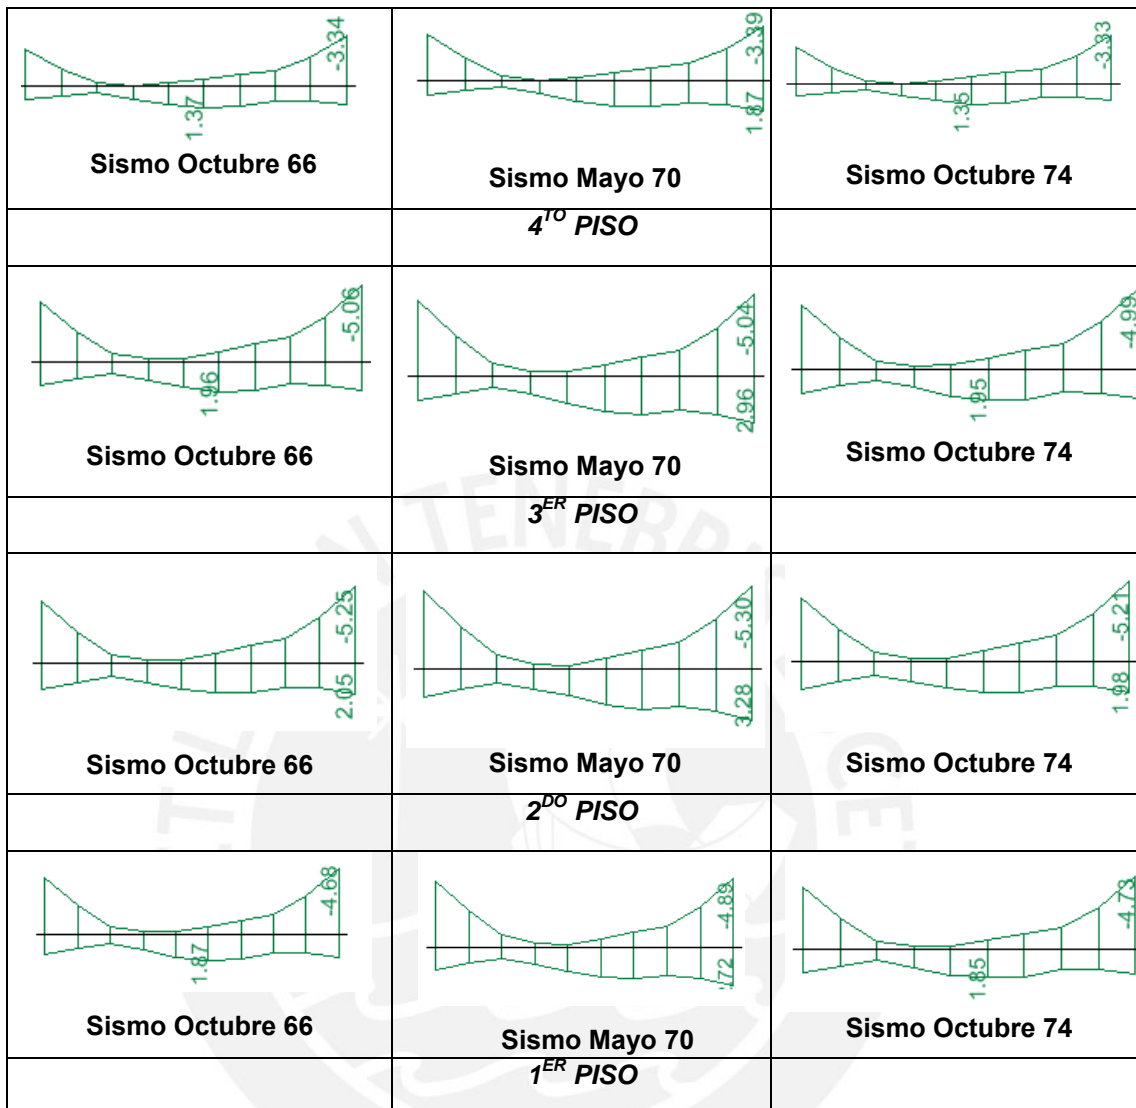 -3.34
1.37
Sismo Octubre 66
-3.39
1.87
Sismo Mayo 70
-3.33
1.35
Sismo Octubre 74
4TO PISO
-5.06
1.96
Sismo Octubre 66
-5.04
2.96
Sismo Mayo 70
-4.99
1.95
Sismo Octubre 74
3ER PISO
-5.25
2.05
Sismo Octubre 66
-5.30
3.28
Sismo Mayo 70
-5.21
1.98
Sismo Octubre 74
2DO PISO
-4.68
1.87
Sismo Octubre 66
-4.89
Sismo Mayo 70
-4.73
1.85
Sismo Octubre 74
1ER PISO